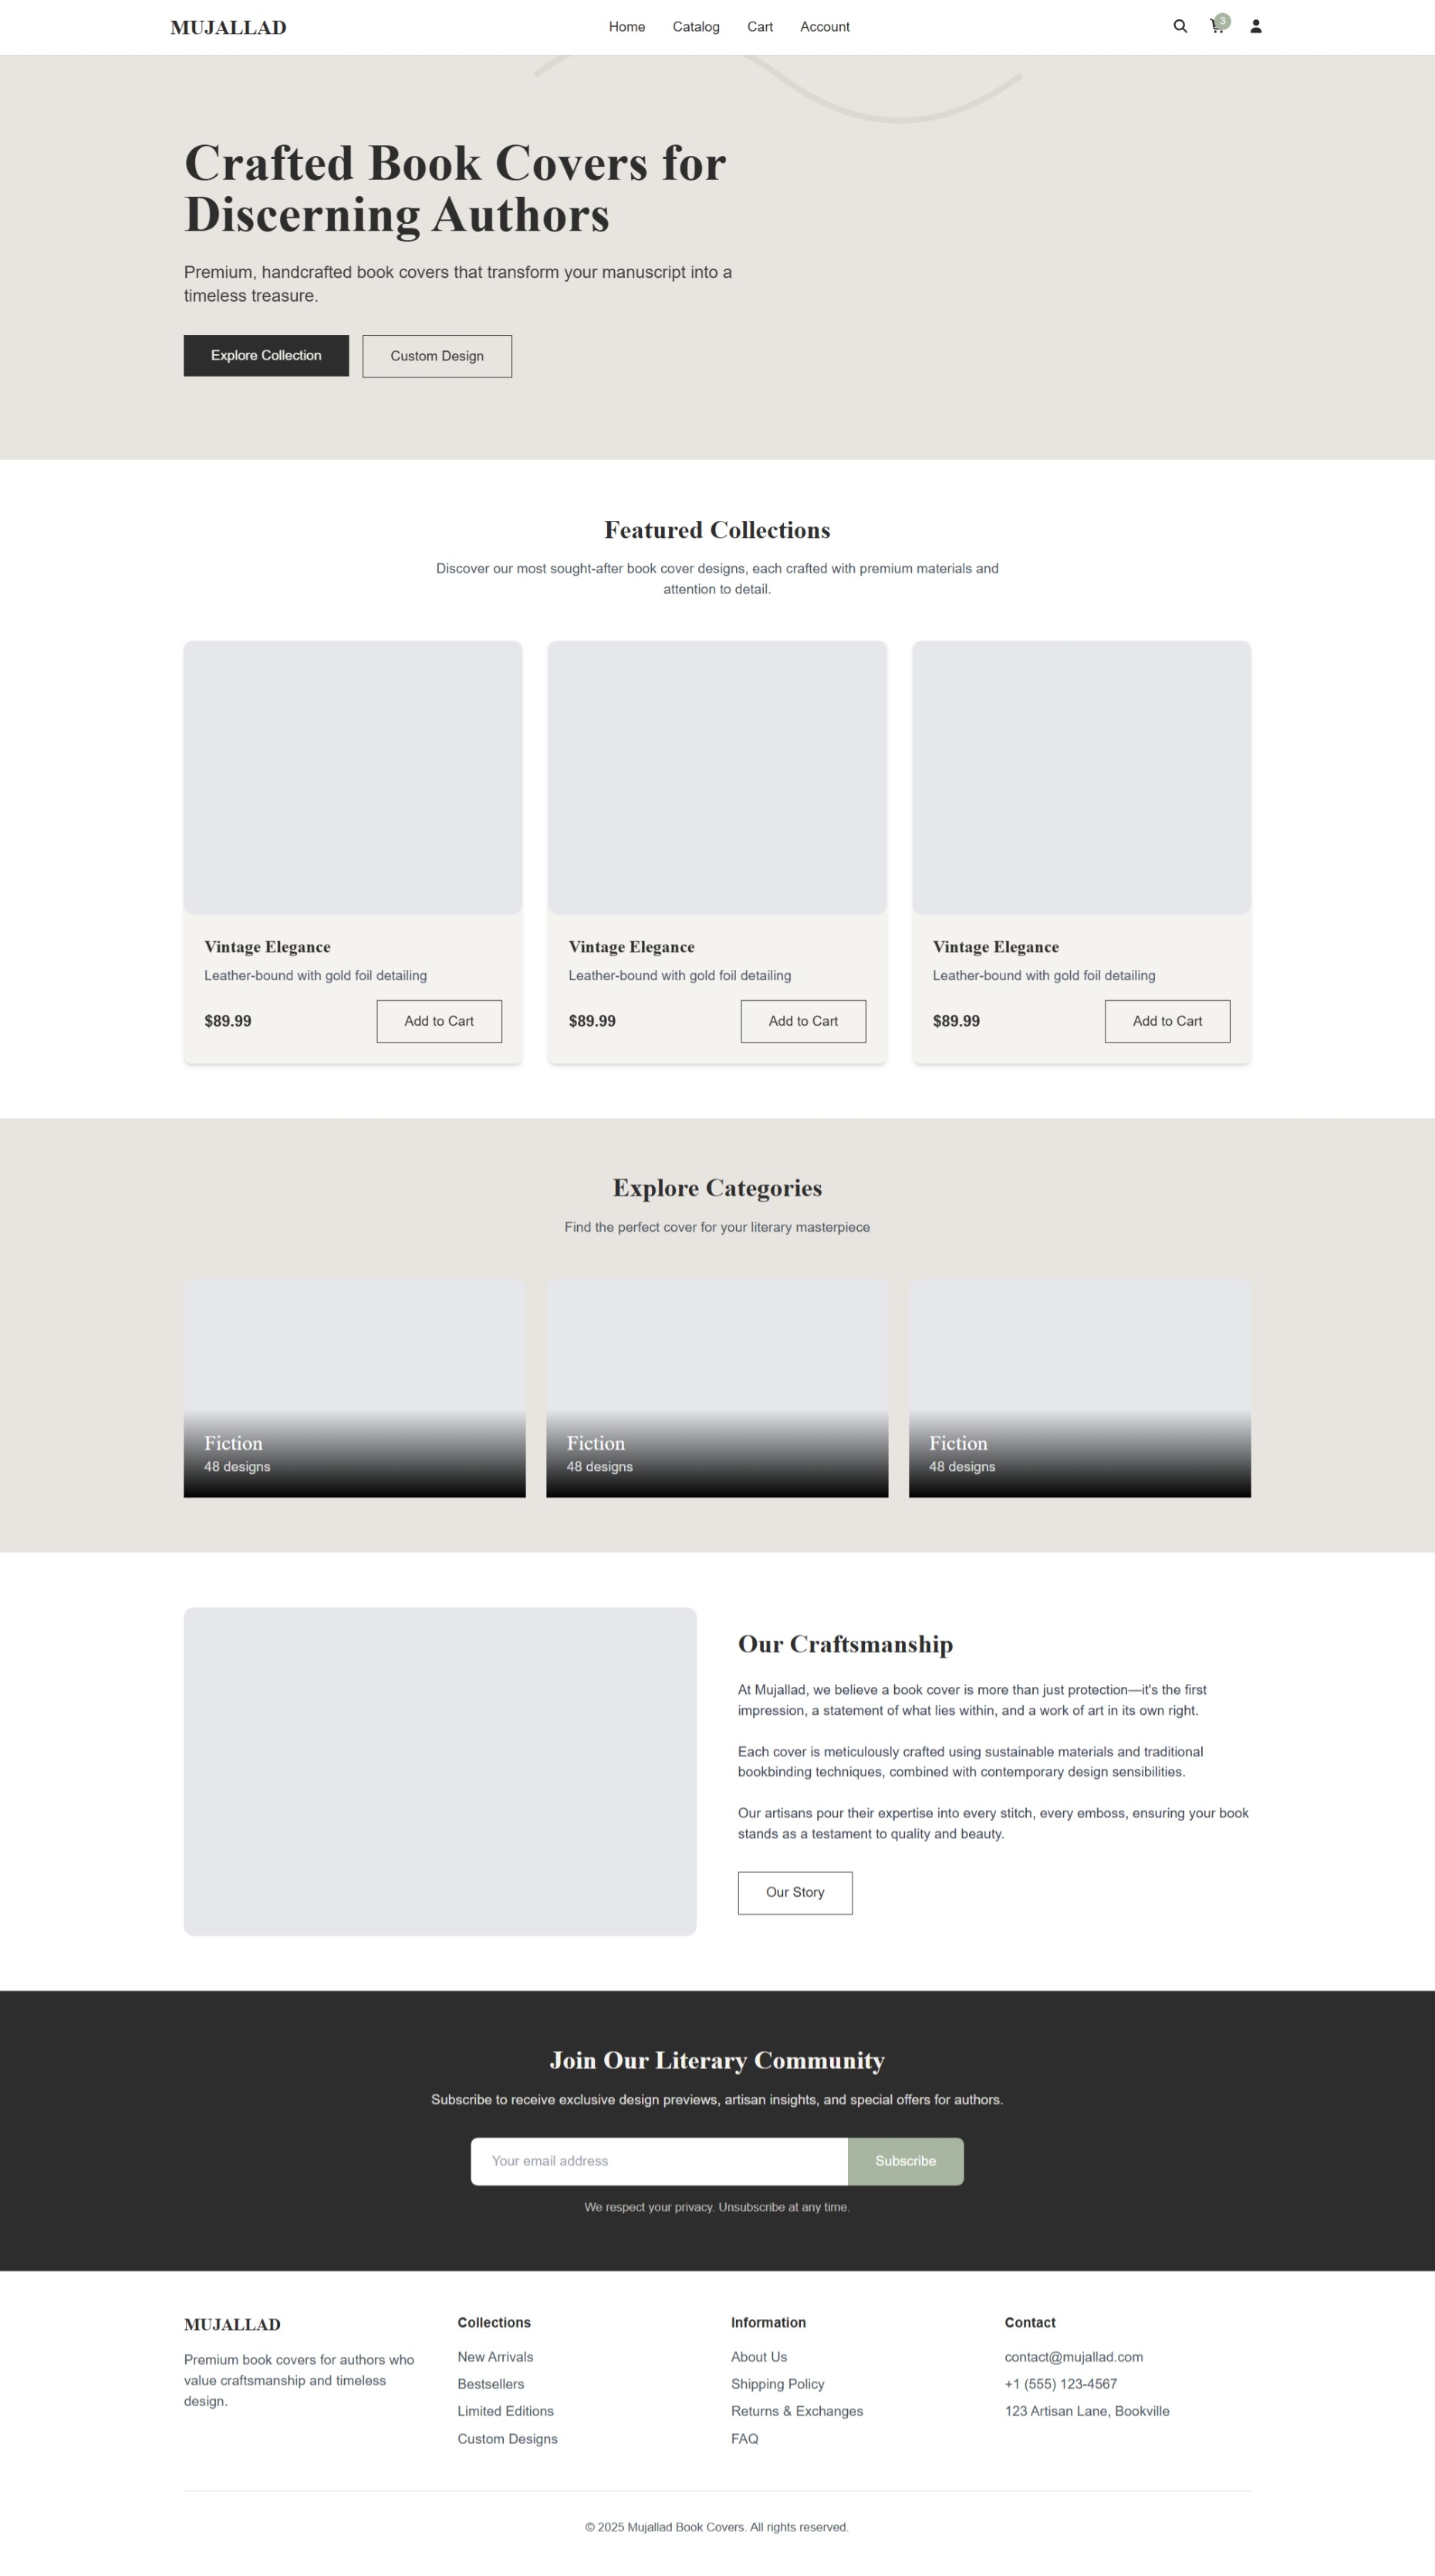 MUJALLAD
Home Catalog Cart Account
3
Crafted Book Covers for
Discerning Authors
Premium, handcrafted book covers that transform your manuscript into a
timeless treasure.
Explore Collection
Custom Design
Featured Collections
Discover our most sought-after book cover designs, each crafted with premium materials and
attention to detail.
Vintage Elegance
Leather-bound with gold foil detailing
$89.99
Add to Cart
Vintage Elegance
Leather-bound with gold foil detailing
$89.99
Add to Cart
Vintage Elegance
Leather-bound with gold foil detailing
$89.99
Add to Cart
Explore Categories
Find the perfect cover for your literary masterpiece
Fiction
48 designs
Fiction
48 designs
Fiction
48 designs
Our Craftsmanship
At Mujallad, we believe a book cover is more than just protection—it's the first
impression, a statement of what lies within, and a work of art in its own right.
Each cover is meticulously crafted using sustainable materials and traditional
bookbinding techniques, combined with contemporary design sensibilities.
Our artisans pour their expertise into every stitch, every emboss, ensuring your book
stands as a testament to quality and beauty.
Our Story
Join Our Literary Community
Subscribe to receive exclusive design previews, artisan insights, and special offers for authors.
Your email address
Subscribe
We respect your privacy. Unsubscribe at any time.
MUJALLAD
Premium book covers for authors who
value craftsmanship and timeless
design.
Collections
New Arrivals
Bestsellers
Limited Editions
Custom Designs
Information
About Us
Shipping Policy
Returns & Exchanges
FAQ
Contact
contact@mujallad.com
+1 (555) 123-4567
123 Artisan Lane, Bookville
© 2025 Mujallad Book Covers. All rights reserved.